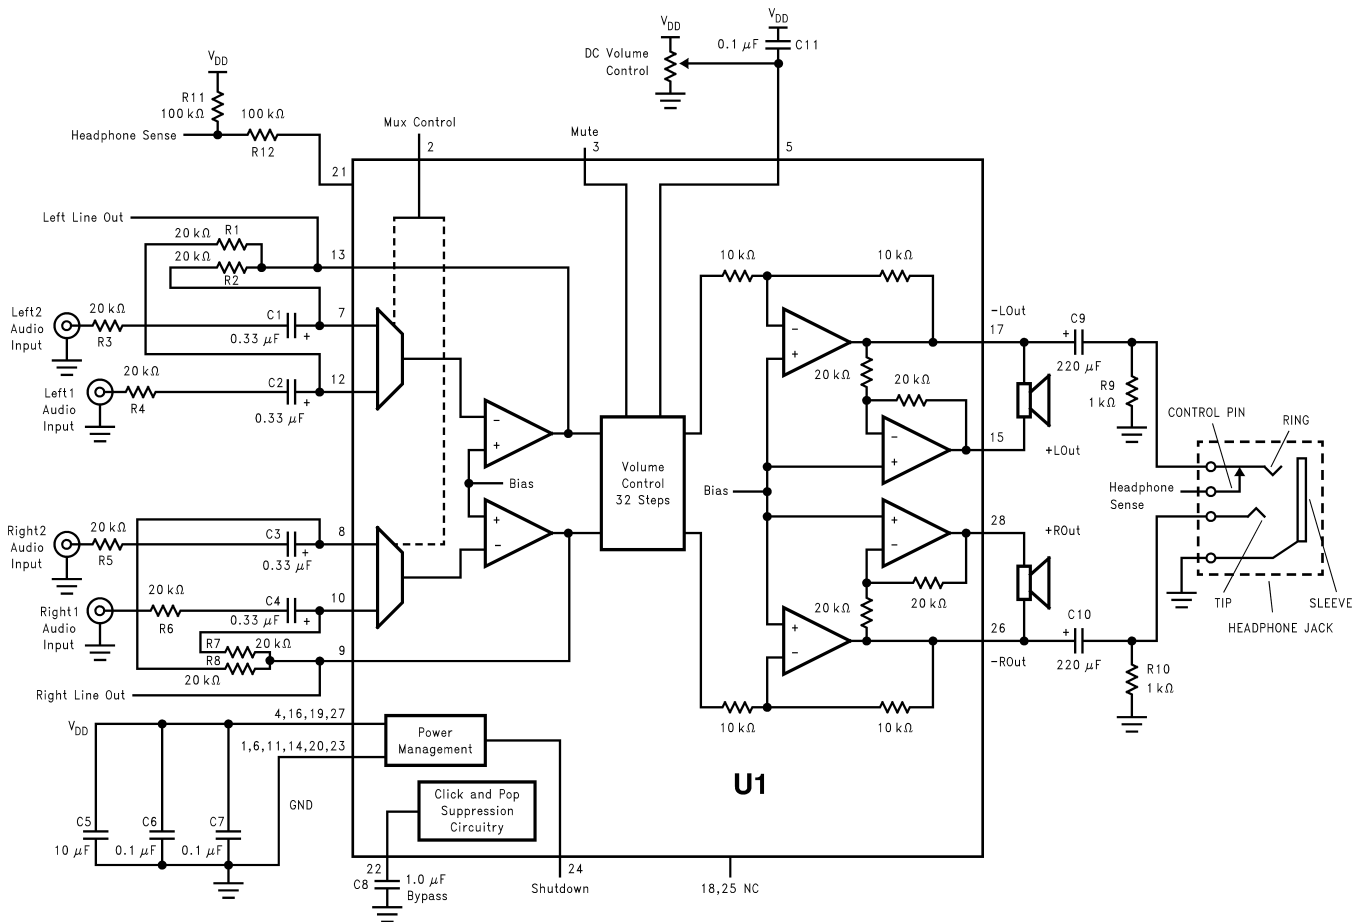 VDD
VDD
0.1 µF C11
DC Volume
Control
VDD
R11
100 kΩ
100 kΩ
Headphone Sense
R12
Mux Control
2
Mute
3
5
21
Left Line Out
20 kΩ R1
20 kΩ
R2
13
Left2
Audio
Input
20 kΩ
R3
C1
0.33 µF +
7
Left1
Audio
Input
20 kΩ
R4
C2
0.33 µF +
12
-
+
Bias
+
-
Volume
Control
32 Steps
Right2
Audio
Input
20 kΩ
R5
C3
0.33 µF +
8
Right1
Audio
Input
20 kΩ
R6
C4
0.33 µF +
10
R7 20 kΩ
R8
20 kΩ
9
Right Line Out
10 kΩ
10 kΩ
-
+
20 kΩ
20 kΩ
-
+
Bias
+
-
20 kΩ
20 kΩ
+
-
10 kΩ
10 kΩ
-LOut
17
15
+LOut
28
+ROut
26
-ROut
C9
+
220 µF
R9
1 kΩ
C10
+
220 µF
R10
1 kΩ
CONTROL PIN
RING
Headphone
Sense
TIP
SLEEVE
HEADPHONE JACK
VDD
4,16,19,27
1,6,11,14,20,23
Power
Management
GND
C5
10 µF
C6
0.1 µF
C7
0.1 µF
Click and Pop
Suppression
Circuitry
U1
22
C8
1.0 µF
Bypass
24
Shutdown
18,25 NC